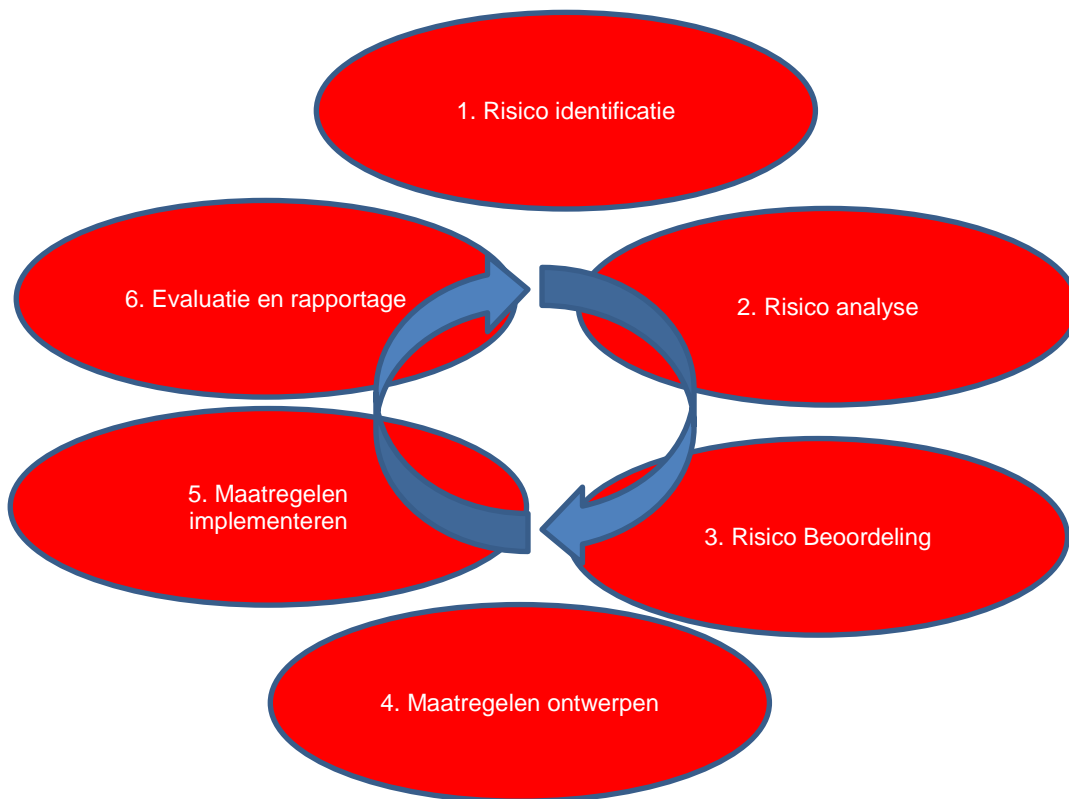 1. Risico identificatie
2. Risico analyse
3. Risico Beoordeling
4. Maatregelen ontwerpen
5. Maatregelen
implementeren
6. Evaluatie en rapportage